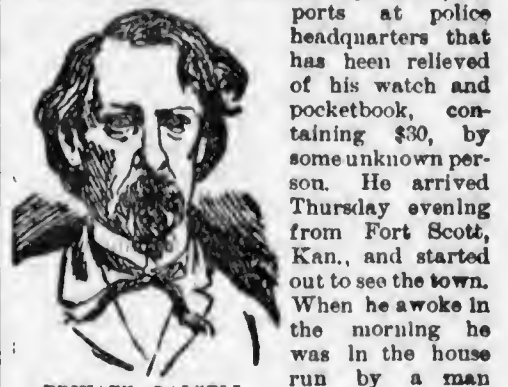 ports at police
headquarters that
has been relieved
of his watch and
pocketbook, con-
taining $30, by
some unknown per-
son. He arrived
Thursday evening
from Fort Scott,
Kan., and started
out to see the town.
When he awoke in
the morning he
was in the house
run by a man